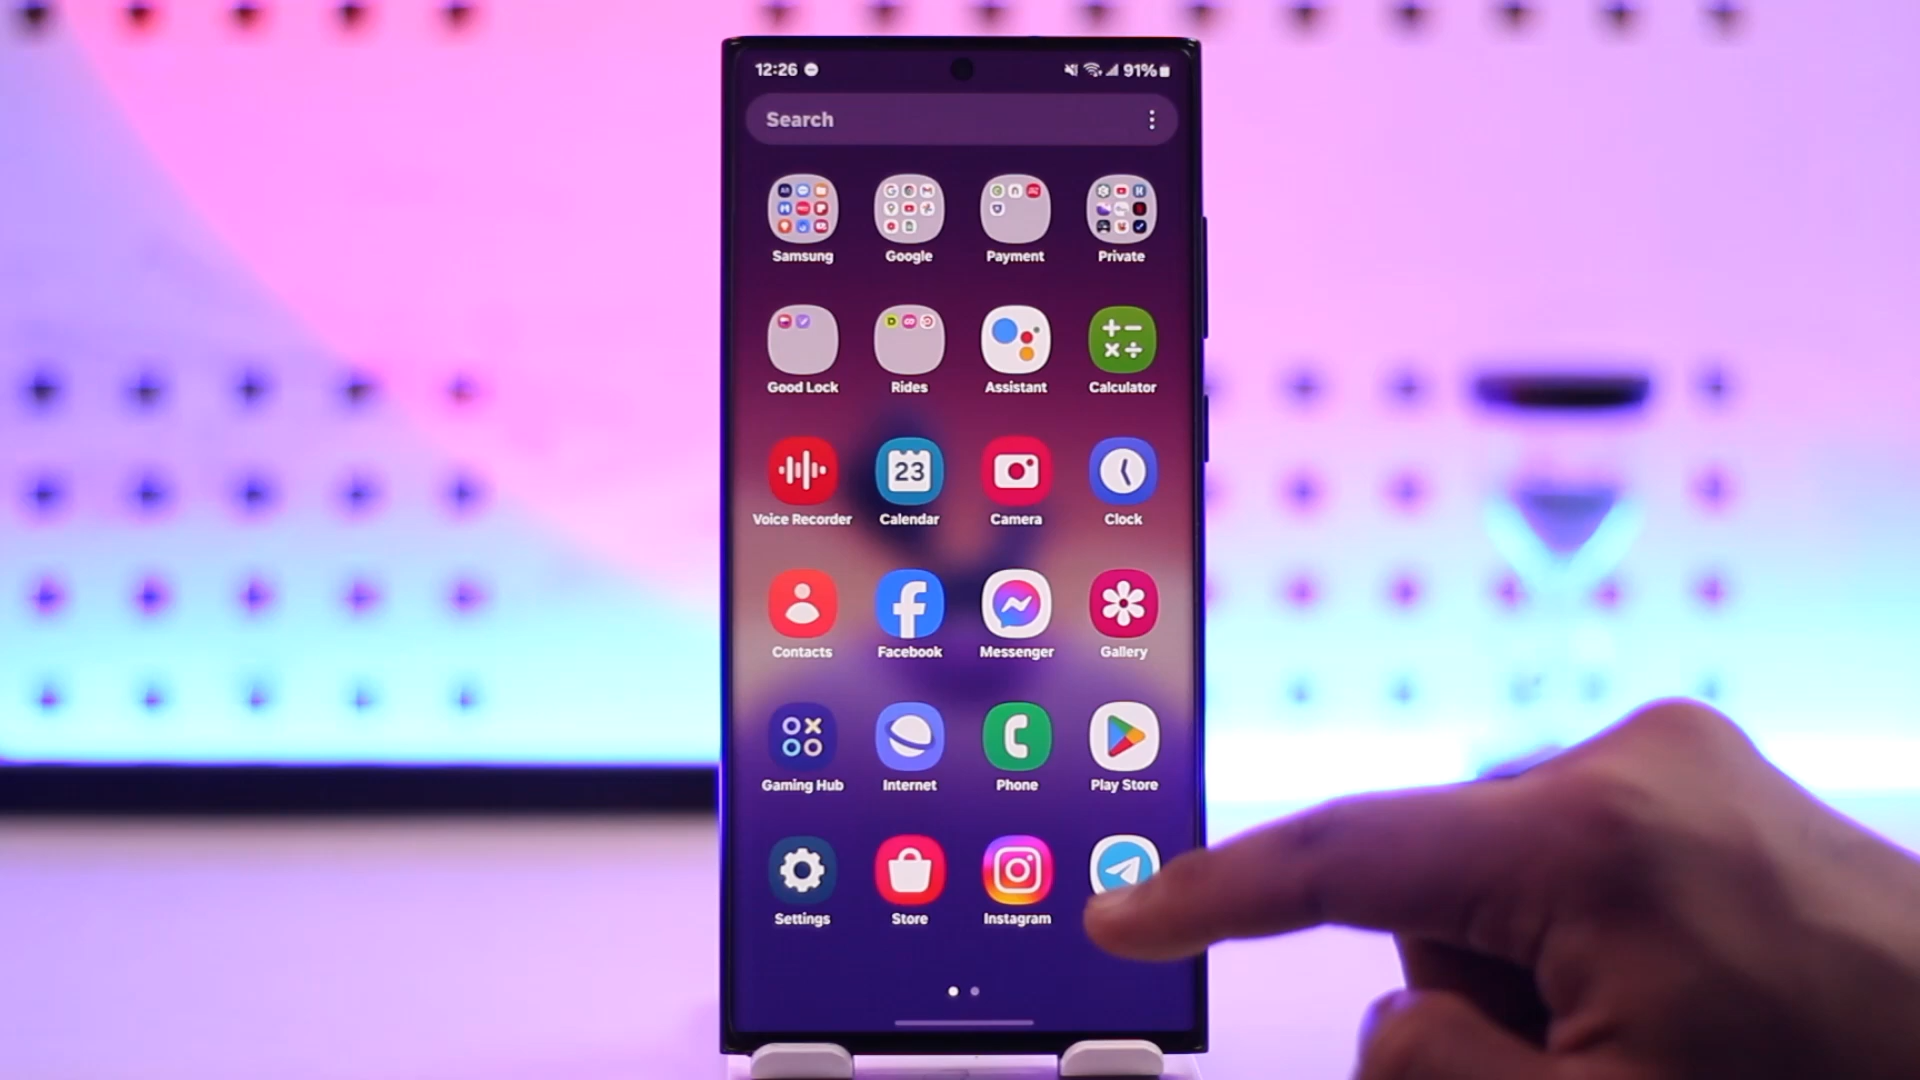 12:26 91%
Search
Samsung Google Payment Private
Good Lock Rides Assistant Calculator
23
Voice Recorder Calendar Camera Clock
Contacts Facebook Messenger Gallery
Gaming Hub Internet Phone Play Store
Settings Store Instagram